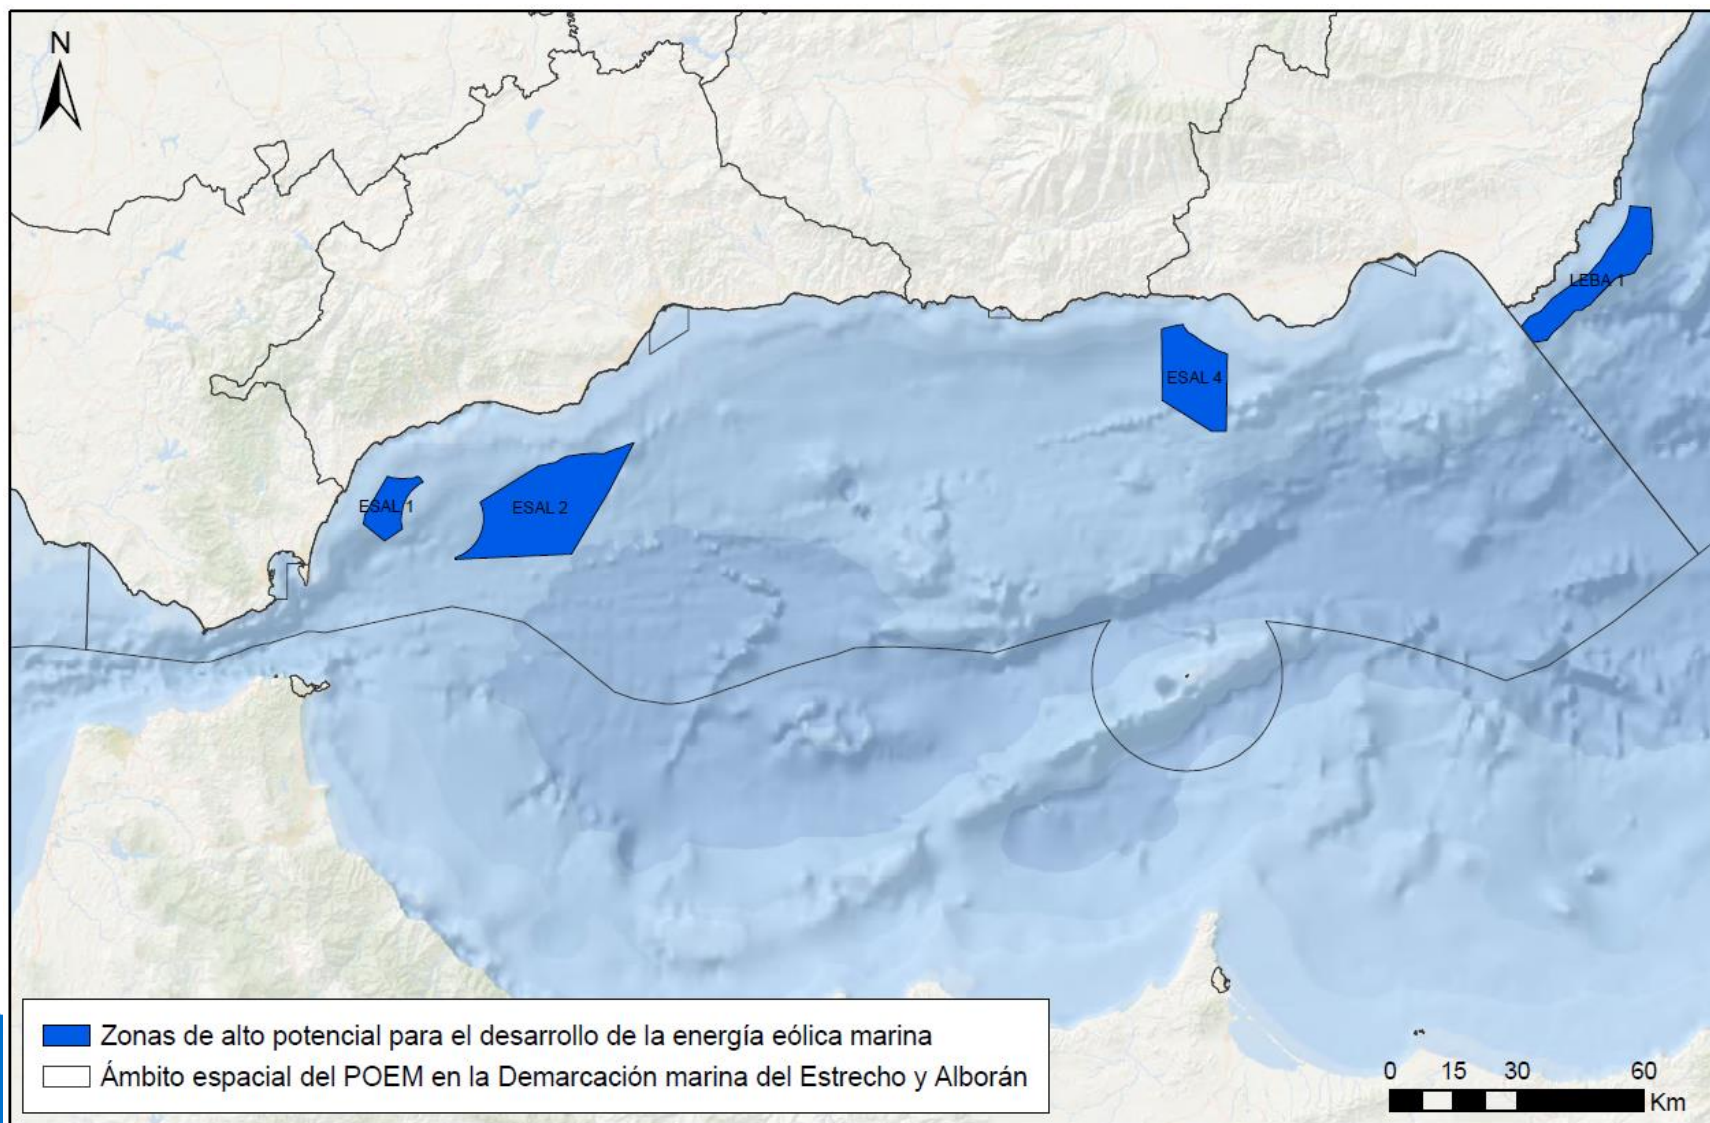 N
LEBA 1
ESAL 4
ESAL 1
ESAL 2
Zonas de alto potencial para el desarrollo de la energía eólica marina
Ámbito espacial del POEM en la Demarcación marina del Estrecho y Alborán
0 15 30 60
Km